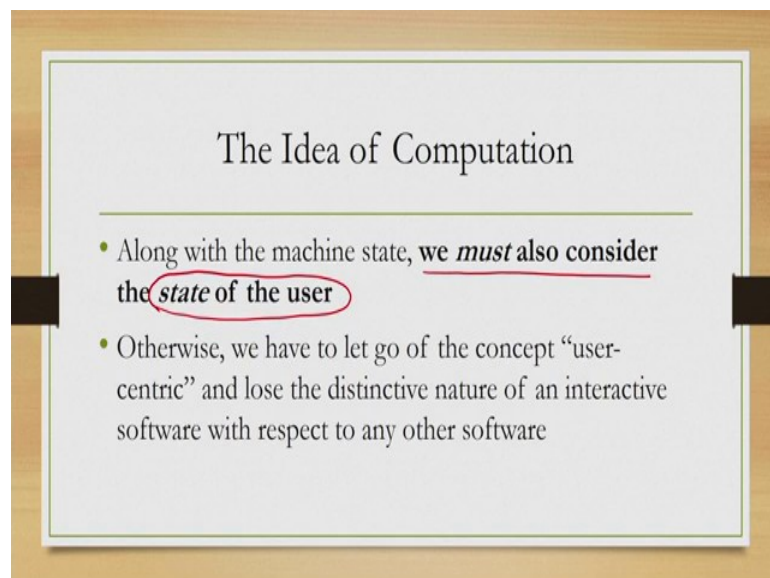 The Idea of Computation
• Along with the machine state, we must also consider
the state of the user
• Otherwise, we have to let go of the concept “user-
centric” and lose the distinctive nature of an interactive
software with respect to any other software